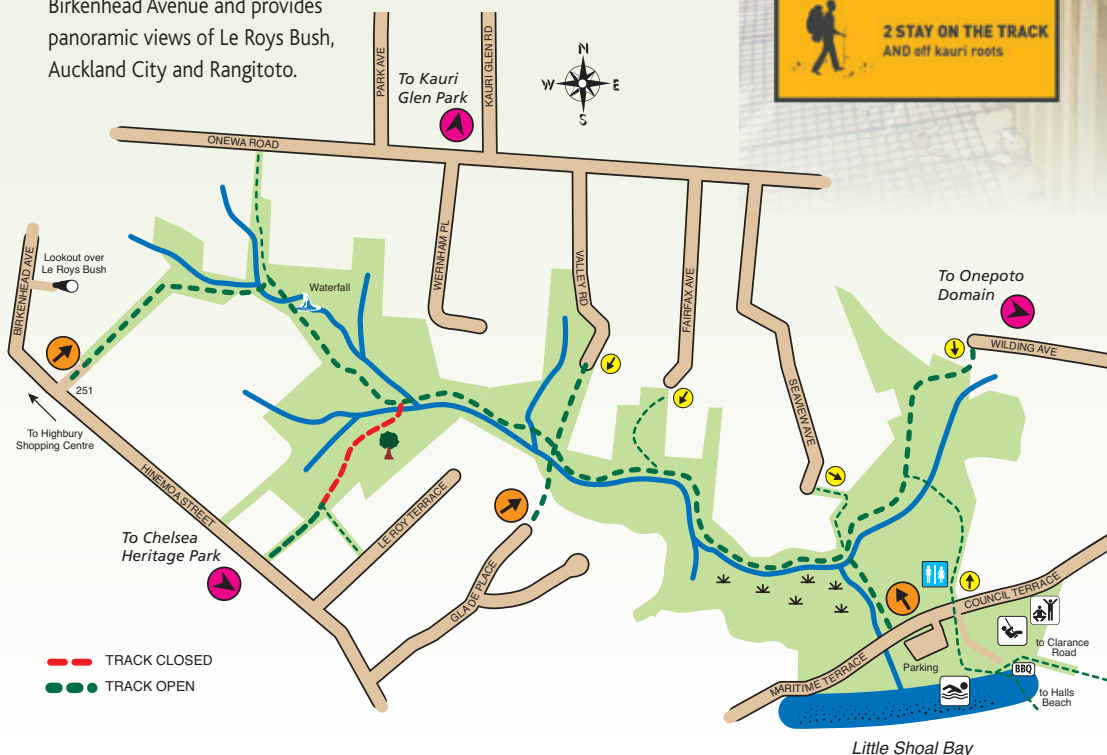 Birkenhead Avenue and provides
panoramic views of Le Roys Bush,
Auckland City and Rangitoto.
2 STAY ON THE TRACK
AND off kauri roots
PARK AVE
To Kauri
Glen Park
KAURI GLEN RD
N
W
E
S
ONEWA ROAD
BIRKENHEAD AVE
Lookout over
Le Roys Bush
Waterfall
WERNHAM PL
VALLEY RD
FAIRFAX AVE
SEAVIEW AVE
To Onepoto
Domain
WILDING AVE
251
To Highbury
Shopping Centre
HINEMOA STREET
LE ROY TERRACE
GLADE PLACE
To Chelsea
Heritage Park
TRACK CLOSED
TRACK OPEN
COUNCIL TERRACE
MARITIME TERRACE
Parking
to Clarance
Road
BBQ
to Halls
Beach
Little Shoal Bay